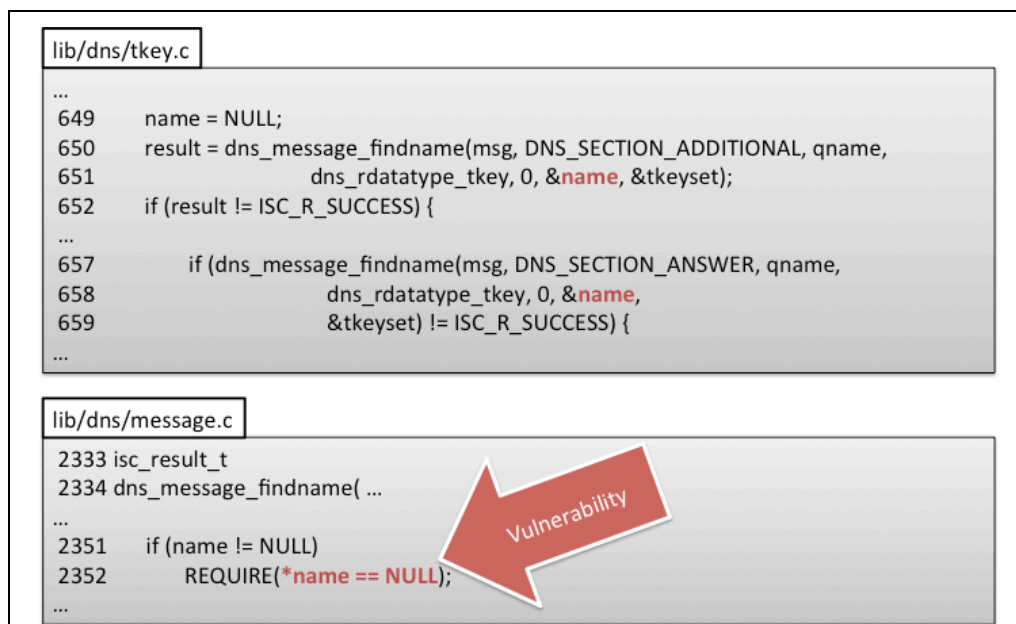 lib/dns/tkey.c
...
649 name = NULL;
650 result = dns_message_findname(msg, DNS_SECTION_ADDITIONAL, qname,
651 dns_rdatatype_tkey, 0, &name, &tkeyset);
652 if (result != ISC_R_SUCCESS) {
...
657 if (dns_message_findname(msg, DNS_SECTION_ANSWER, qname,
658 dns_rdatatype_tkey, 0, &name,
659 &tkeyset) != ISC_R_SUCCESS) {
...
lib/dns/message.c
2333 isc_result_t
2334 dns_message_findname( ...
...
2351 if (name != NULL)
2352 REQUIRE(*name == NULL);
...
Vulnerability